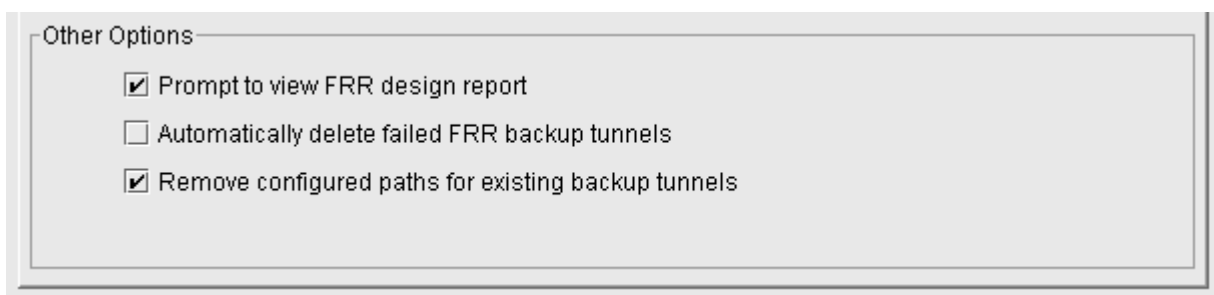 Other Options
Prompt to view FRR design report
Automatically delete failed FRR backup tunnels
Remove configured paths for existing backup tunnels